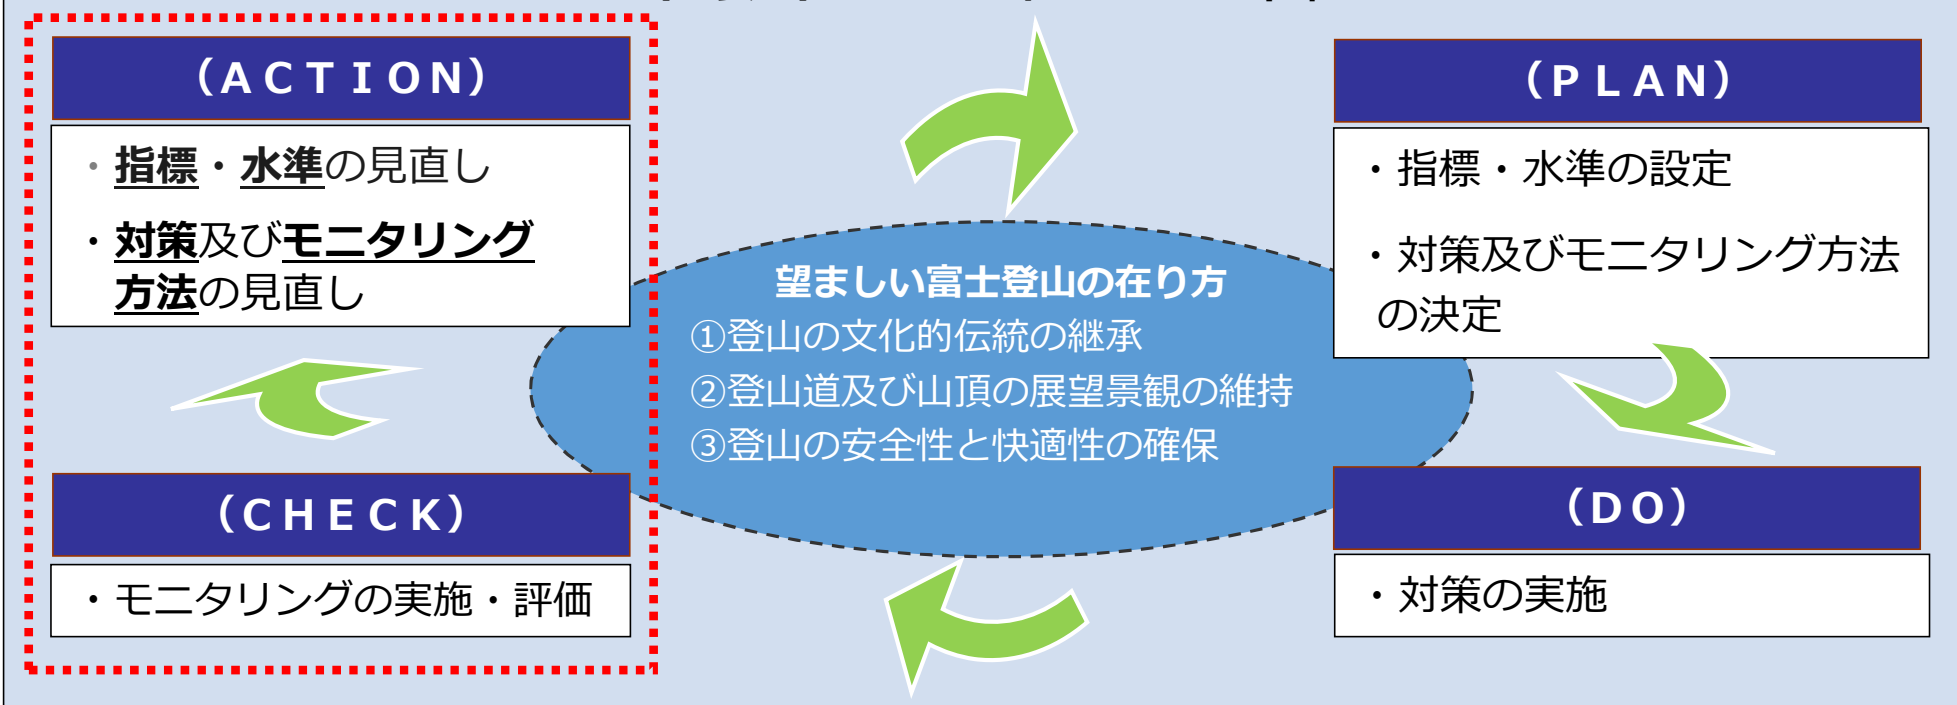 （ＡＣＴＩＯＮ）
・指標・水準の見直し
・対策及びモニタリング
方法の見直し
（ＰＬＡＮ）
・指標・水準の設定
・対策及びモニタリング方法
の決定
望ましい富士登山の在り方
①登山の文化的伝統の継承
②登山道及び山頂の展望景観の維持
③登山の安全性と快適性の確保
（ＣＨＥＣＫ）
・モニタリングの実施・評価
（ＤＯ）
・対策の実施